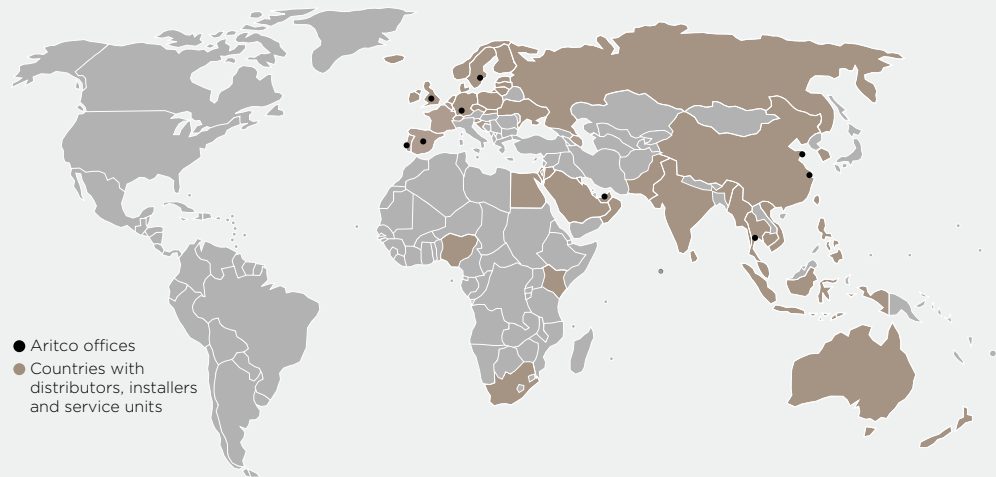 Aritco offices
Countries with
distributors, installers
and service units